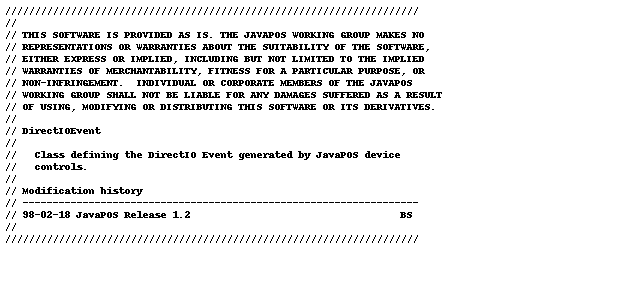 //////////////////////////////////////////////////////////////////////
//
// THIS SOFTWARE IS PROVIDED AS IS. THE JAVAPOS WORKING GROUP MAKES NO
// REPRESENTATIONS OR WARRANTIES ABOUT THE SUITABILITY OF THE SOFTWARE,
// EITHER EXPRESS OR IMPLIED, INCLUDING BUT NOT LIMITED TO THE IMPLIED
// WARRANTIES OF MERCHANTABILITY, FITNESS FOR A PARTICULAR PURPOSE, OR
// NON-INFRINGEMENT.  INDIVIDUAL OR CORPORATE MEMBERS OF THE JAVAPOS
// WORKING GROUP SHALL NOT BE LIABLE FOR ANY DAMAGES SUFFERED AS A RESULT
// OF USING, MODIFYING OR DISTRIBUTING THIS SOFTWARE OR ITS DERIVATIVES.
//
// DirectIOEvent
//
//   Class defining the DirectIO Event generated by JavaPOS device
//   controls.
//
// Modification history
// ------------------------------------------------------------------
// 98-02-18 JavaPOS Release 1.2                                   BS
//
//////////////////////////////////////////////////////////////////////